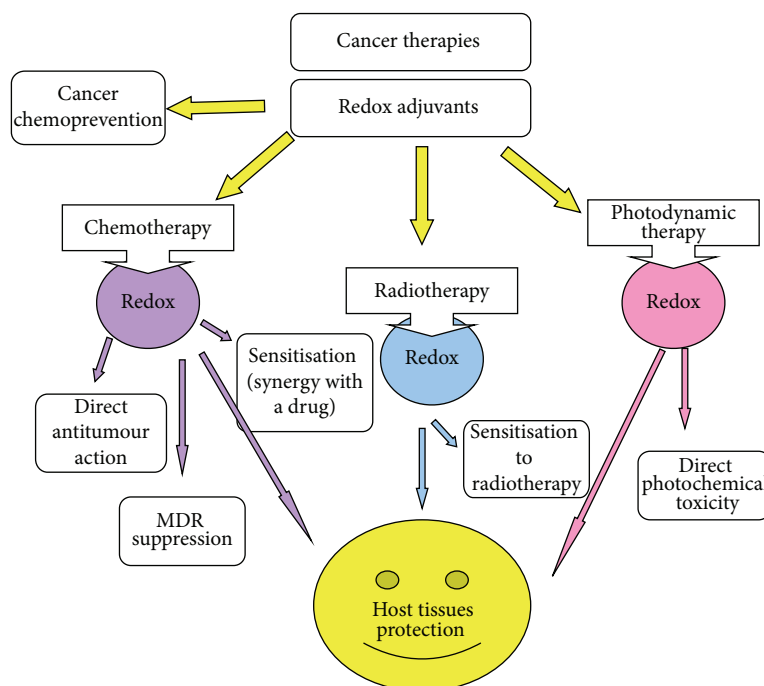 Cancer therapies
Cancer
chemoprevention
Redox adjuvants
Chemotherapy
Photodynamic
therapy
Radiotherapy
Redox
Redox
Redox
Sensitisation
(synergy with
a drug)
Direct
antitumour
action
Sensitisation
to
radiotherapy
Direct
photochemical
toxicity
MDR
suppression
Host tissues
protection